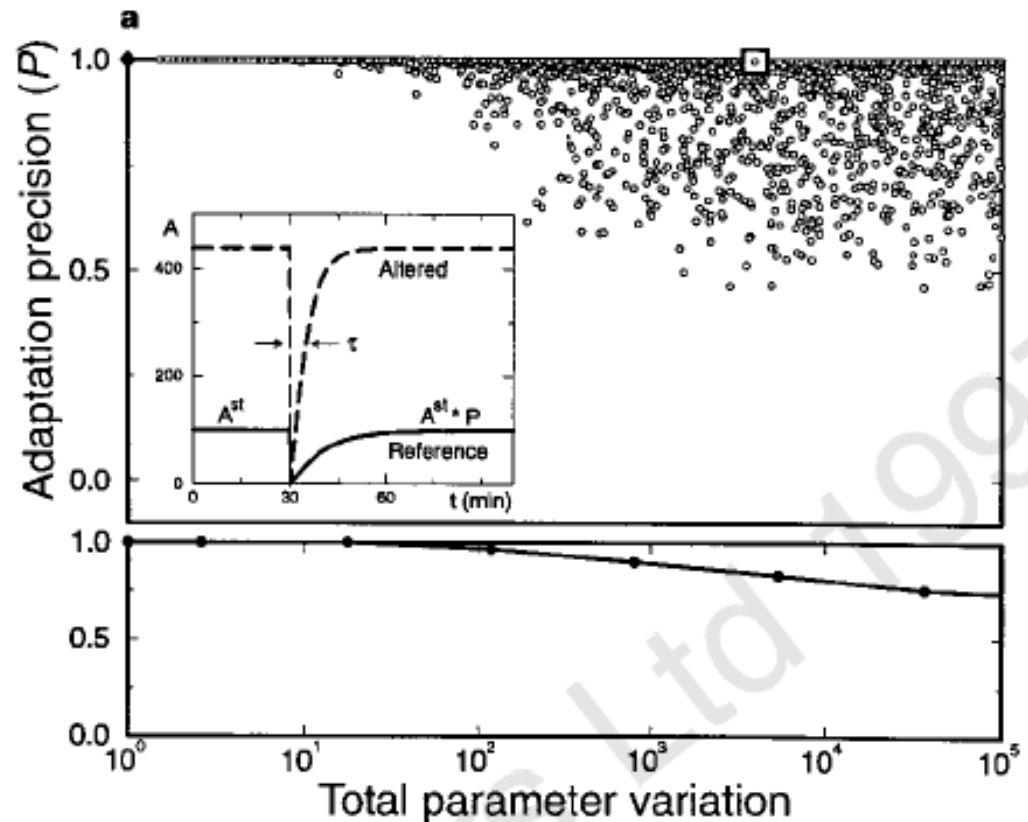 a
Adaptation precision (P)
1.0
0.5
0.0
A
400
200
0
Altered
τ
A^st
A^st * P
Reference
0
30
60
t (min)
1.0
0.5
0.0
10^0
10^1
10^2
10^3
10^4
10^5
Total parameter variation
s Ltd 199